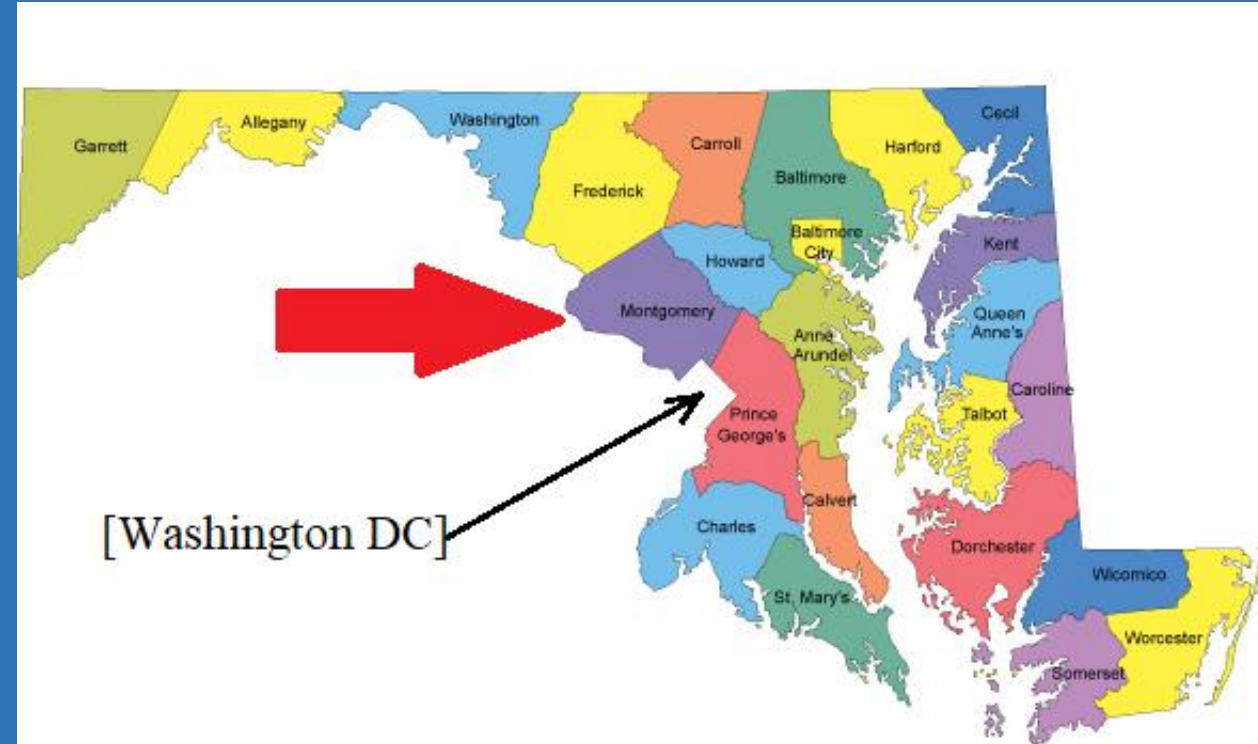 Garrett
Allegany
Washington
Frederick
Carroll
Baltimore
Harford
Cecil
Baltimore
City
Kent
Howard
Montgomery
Anne
Arundel
Queen
Anne's
Caroline
Talbot
Prince
George's
Calvert
[Washington DC]
Charles
Dorchester
St. Mary's
Wicomico
Worcester
Somerset